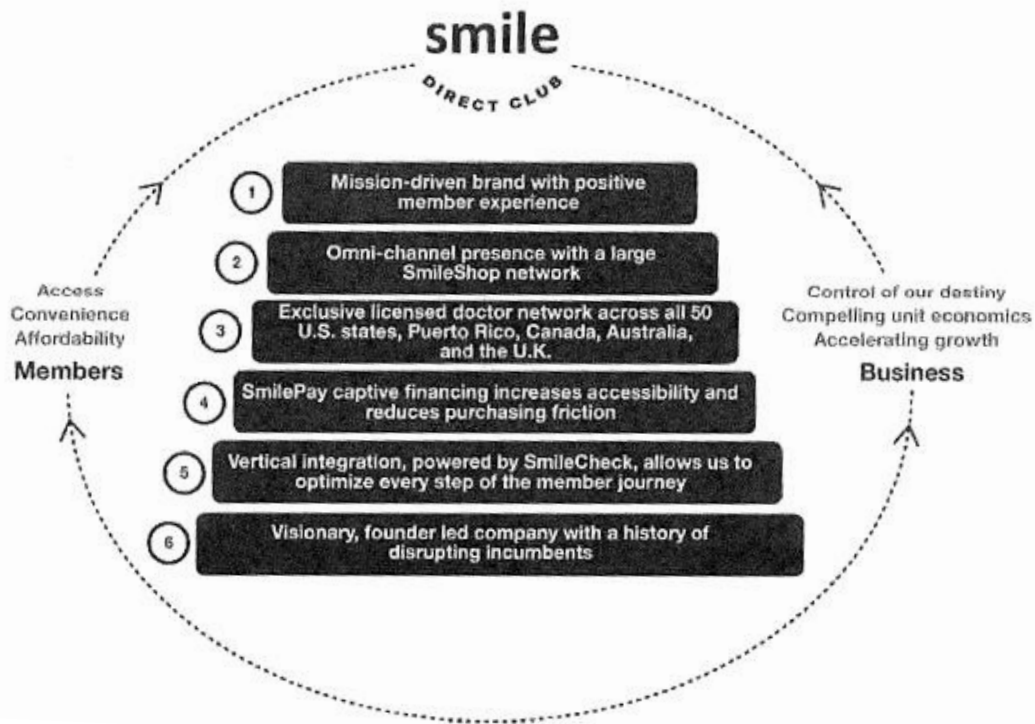 smile
DIRECT CLUB
1
Mission-driven brand with positive
member experience
2
Omni-channel presence with a large
SmileShop network
3
Exclusive licensed doctor network across all 50
U.S. states, Puerto Rico, Canada, Australia,
and the U.K.
4
SmilePay captive financing increases accessibility and
reduces purchasing friction
5
Vertical integration, powered by SmileCheck, allows us to
optimize every step of the member journey
6
Visionary, founder led company with a history of
disrupting incumbents
Access
Convenience
Affordability
Members
Control of our destiny
Compelling unit economics
Accelerating growth
Business